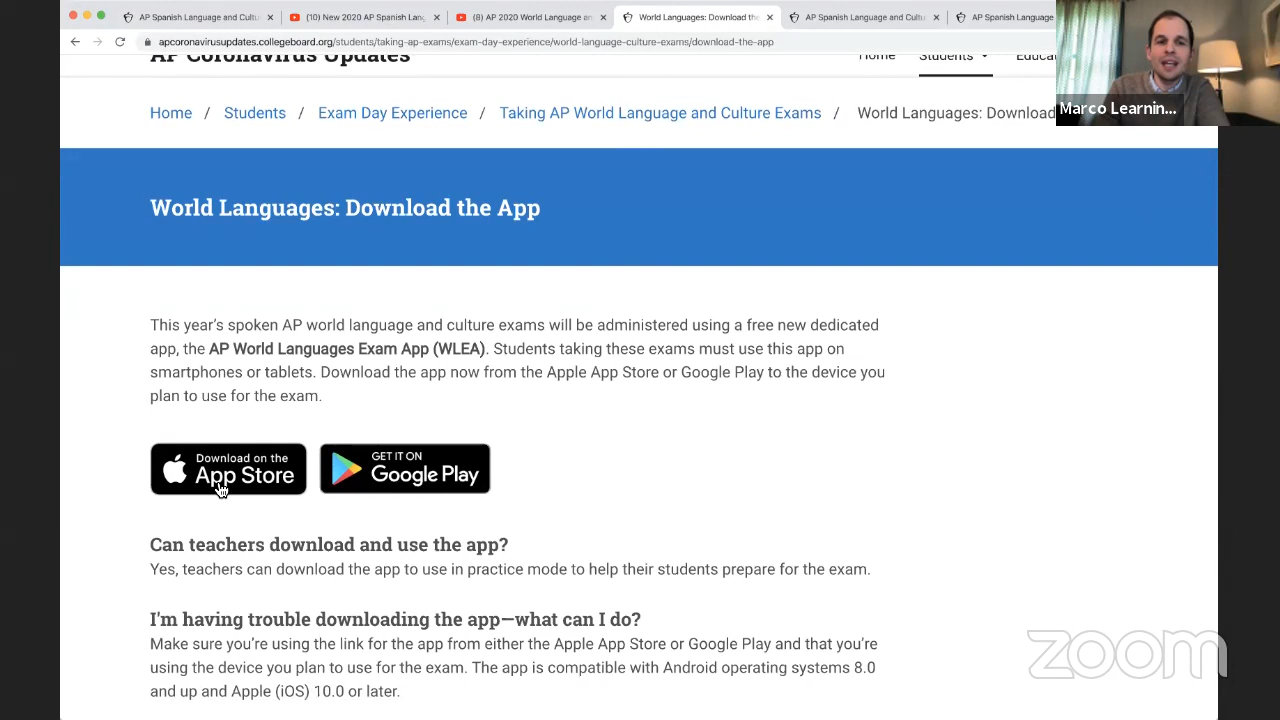 AP Spanish Language and Cultu
(10) New 2020 AP Spanish Lang
(8) AP 2020 World Language an
World Languages: Download the
AP Spanish Language and Cultu
AP Spanish Language
apcoronavirusupdates.collegeboard.org/students/taking-ap-exams/exam-day-experience/world-language-culture-exams/download-the-app
AP Coronavirus Updates
Home
Students
Educat
Marco Learnin...
Home / Students / Exam Day Experience / Taking AP World Language and Culture Exams / World Languages: Download
World Languages: Download the App
This year's spoken AP world language and culture exams will be administered using a free new dedicated
app, the AP World Languages Exam App (WLEA). Students taking these exams must use this app on
smartphones or tablets. Download the app now from the Apple App Store or Google Play to the device you
plan to use for the exam.
Download on the
App Store
GET IT ON
Google Play
Can teachers download and use the app?
Yes, teachers can download the app to use in practice mode to help their students prepare for the exam.
I'm having trouble downloading the app—what can I do?
Make sure you're using the link for the app from either the Apple App Store or Google Play and that you're
using the device you plan to use for the exam. The app is compatible with Android operating systems 8.0
and up and Apple (iOS) 10.0 or later.
zoom